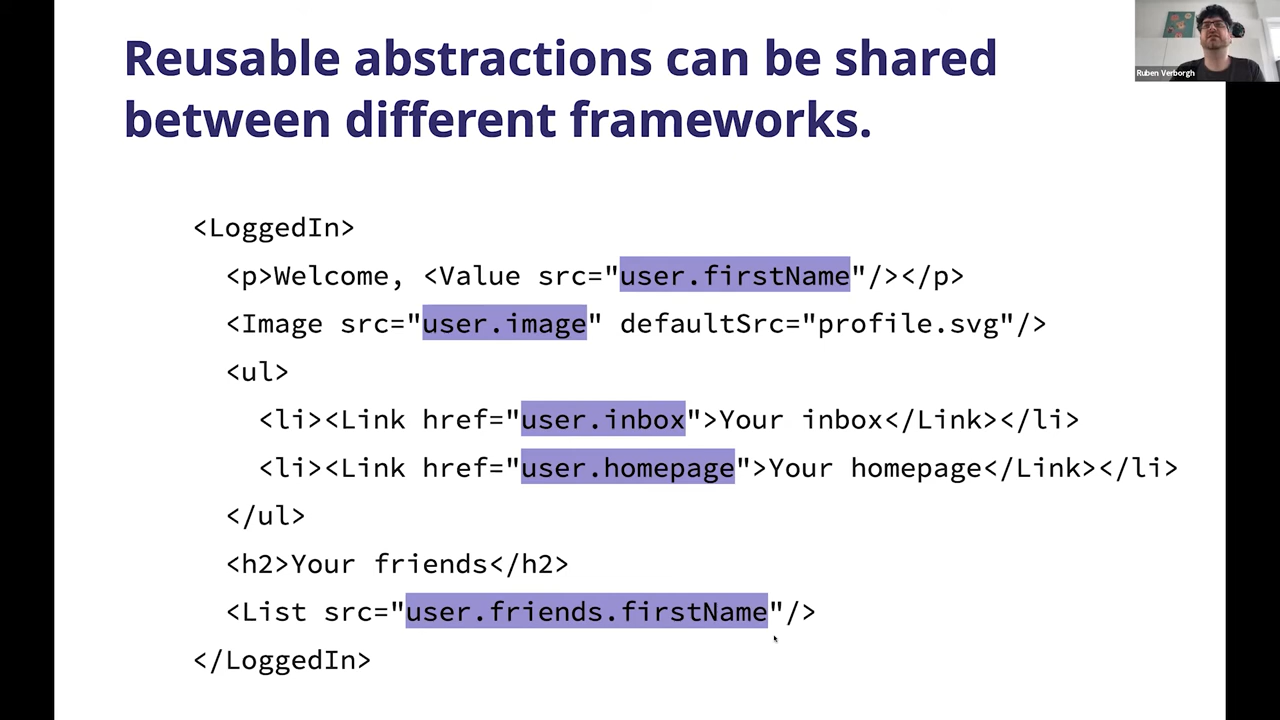 Reusable abstractions can be shared
between different frameworks.
Ruben Verborgh
<LoggedIn>
<p>Welcome, <Value src="user.firstName"/></p>
<Image src="user.image" defaultSrc="profile.svg"/>
<ul>
<li><Link href="user.inbox">Your inbox</Link></li>
<li><Link href="user.homepage">Your homepage</Link></li>
</ul>
<h2>Your friends</h2>
<List src="user.friends.firstName"/>
</LoggedIn>